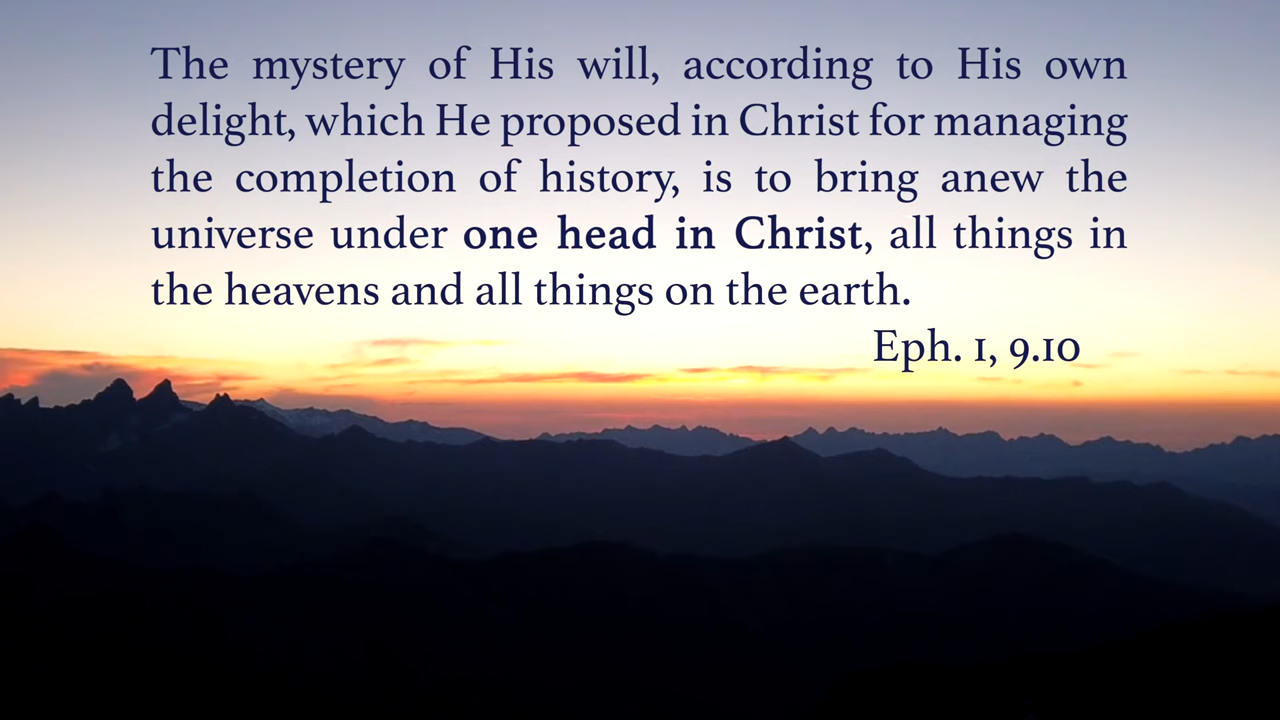 The mystery of His will, according to His own
delight, which He proposed in Christ for managing
the completion of history, is to bring anew the
universe under one head in Christ, all things in
the heavens and all things on the earth.
Eph. 1, 9.10